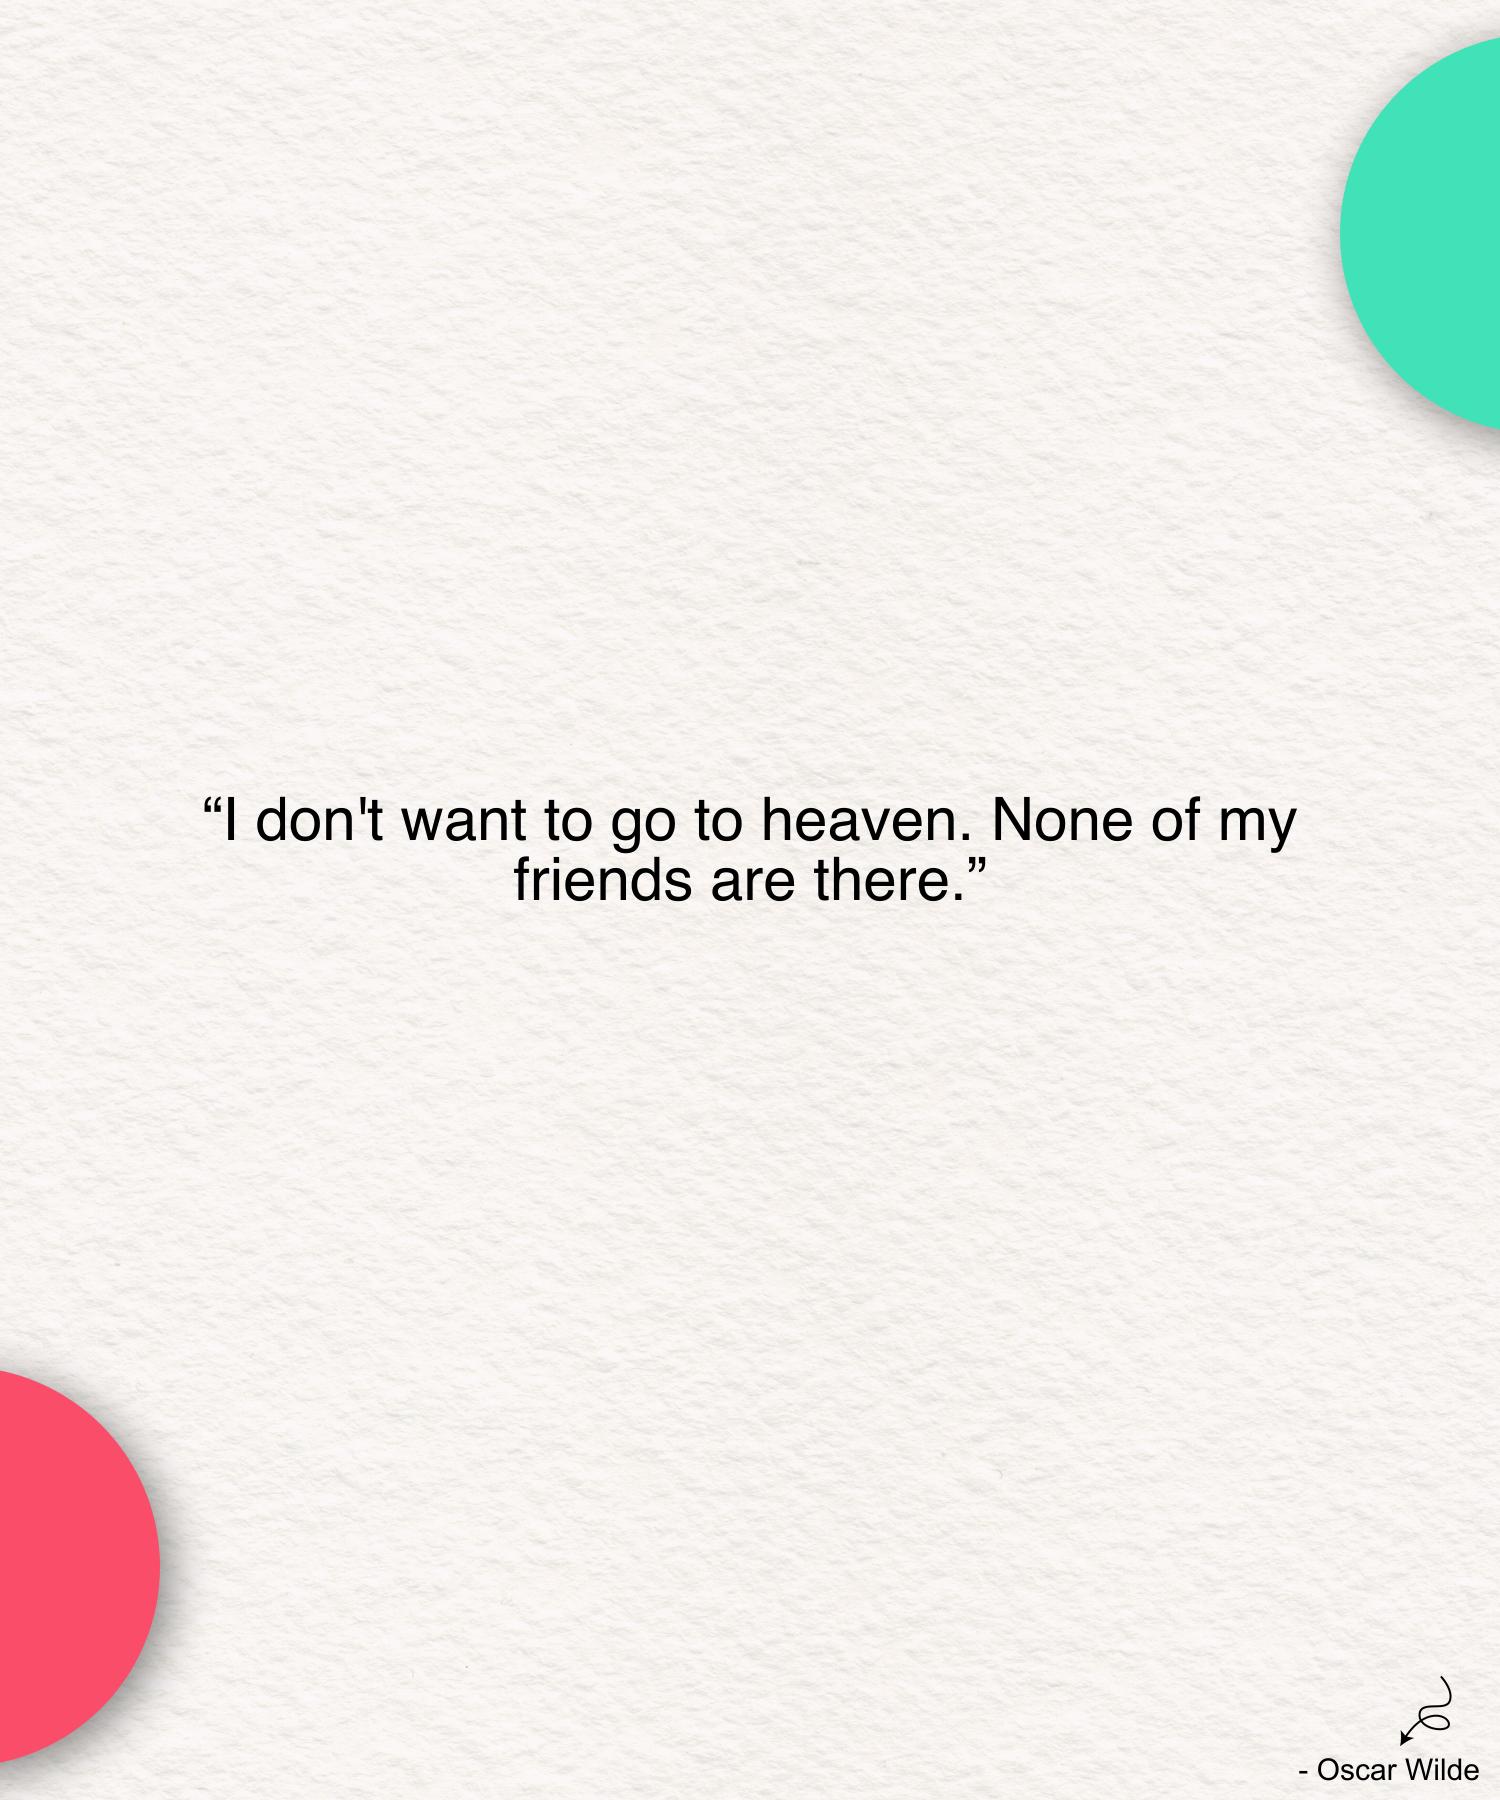 “I don't want to go to heaven. None of my
friends are there.”
- Oscar Wilde